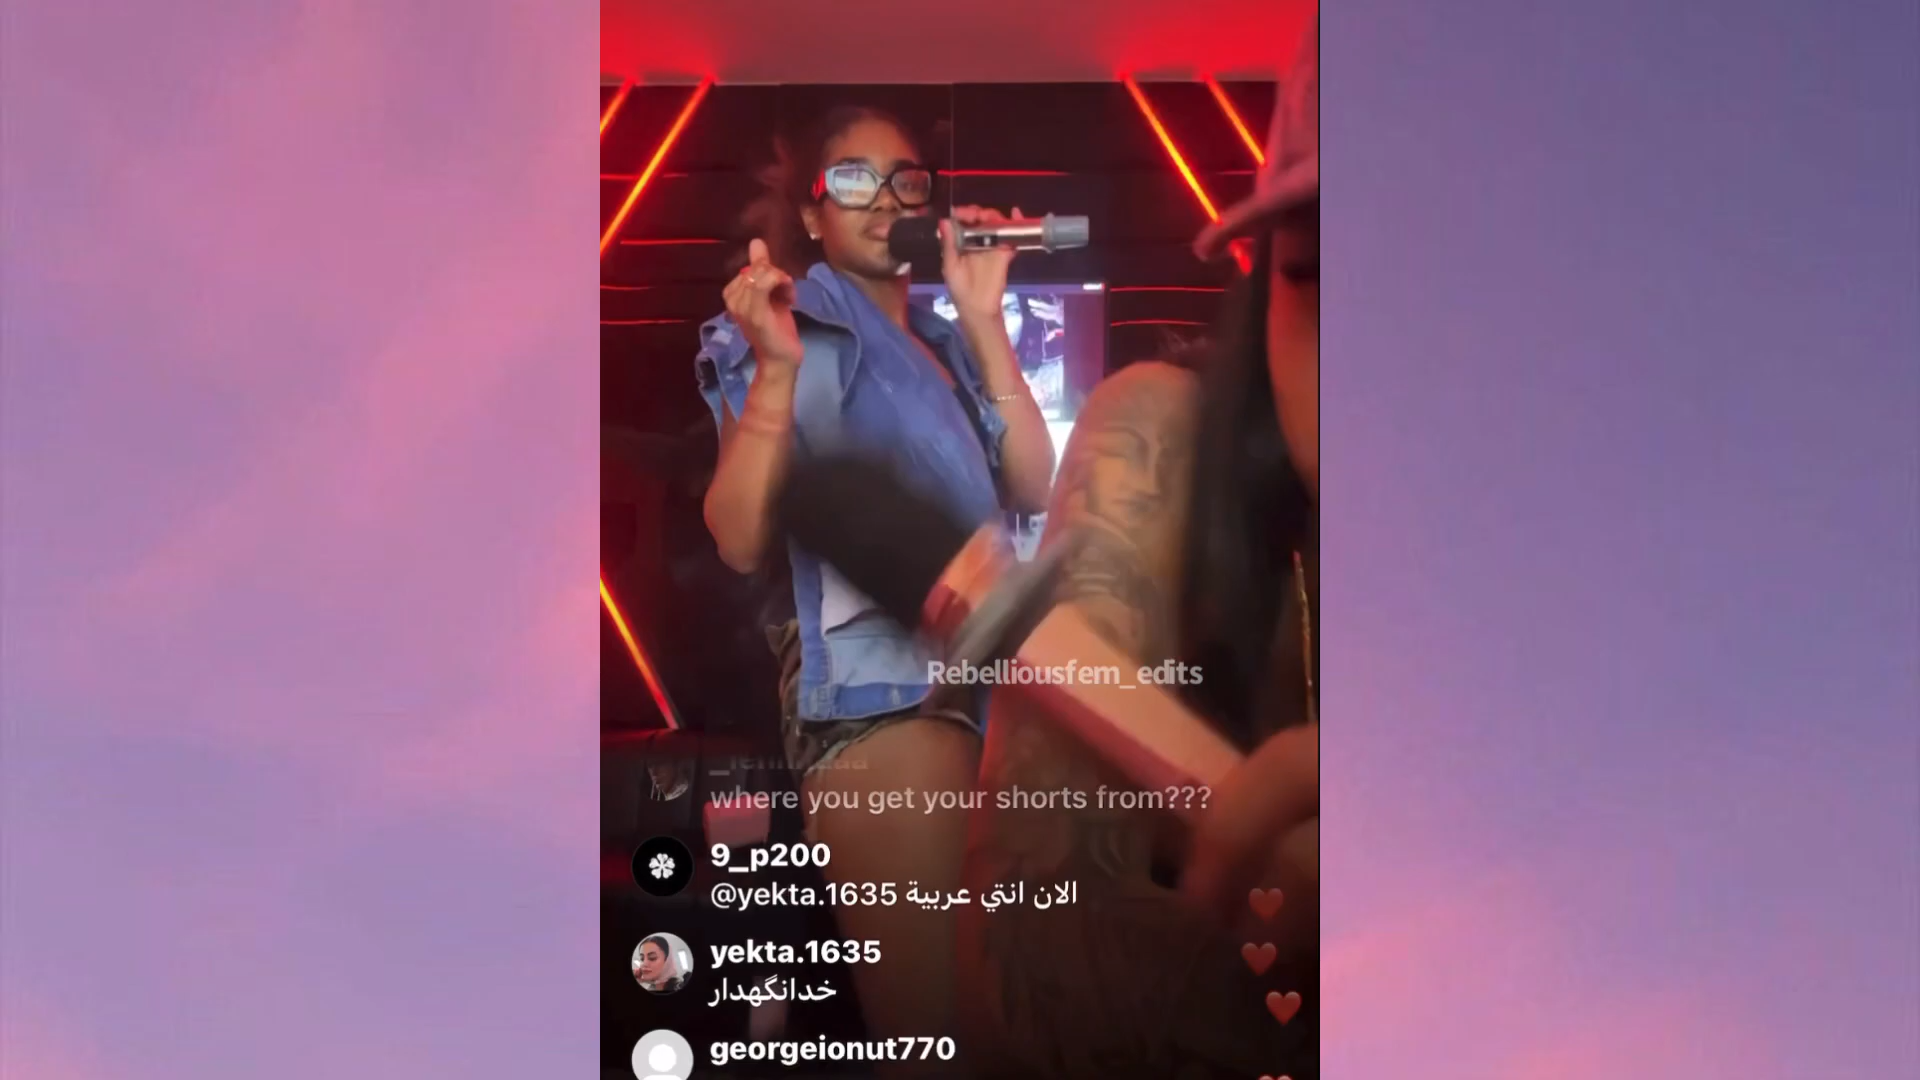 Rebelliousfem_edits
where you get your shorts from???
9_p200
@yekta.1635 الان انتي عربية
yekta.1635
خدانگهدار
georgeionut770